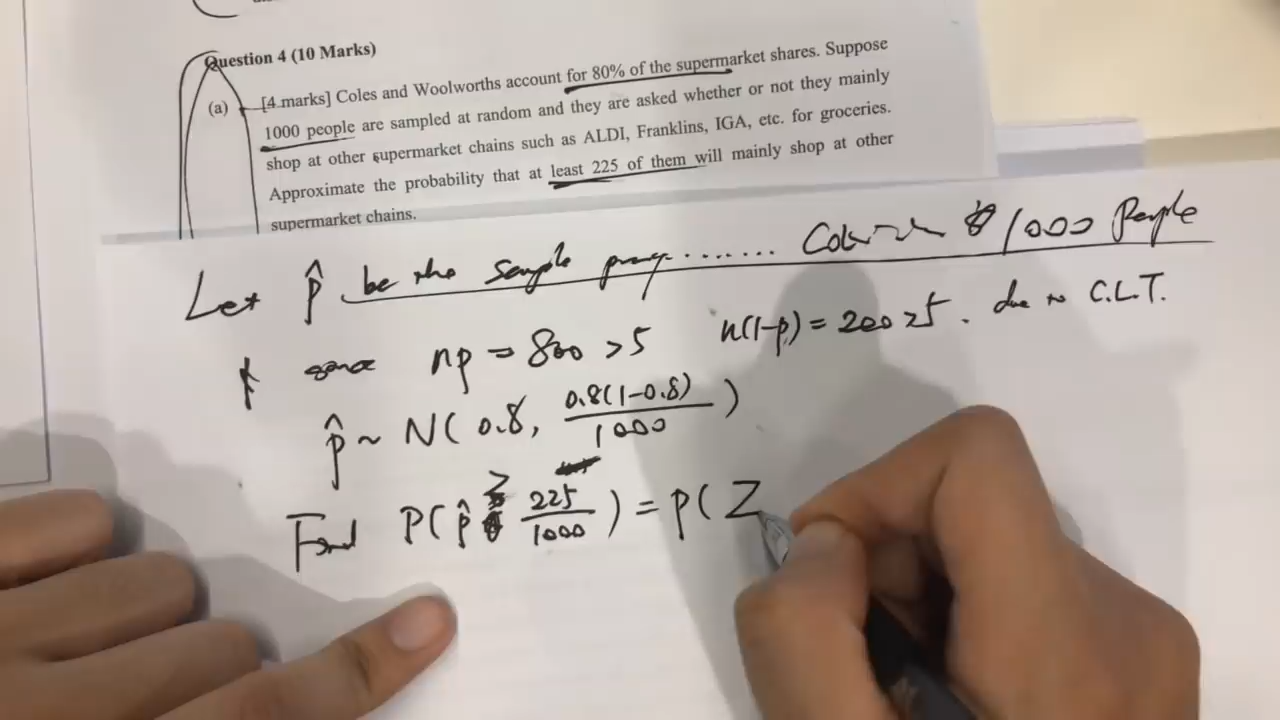 Question 4 (10 Marks)
(a) [4 marks] Coles and Woolworths account for 80% of the supermarket shares. Suppose
1000 people are sampled at random and they are asked whether or not they mainly
shop at other supermarket chains such as ALDI, Franklins, IGA, etc. for groceries.
Approximate the probability that at least 225 of them will mainly shop at other
supermarket chains.
Let p̂ be the sample ........ 1000 People
since np = 800 >5 n(1-p) = 200 >5. due to C.L.T.
p̂ ~ N( 0.8, 0.8(1-0.8)/1000 )
Find P( p̂ ≥ 225/1000 ) = P( Z